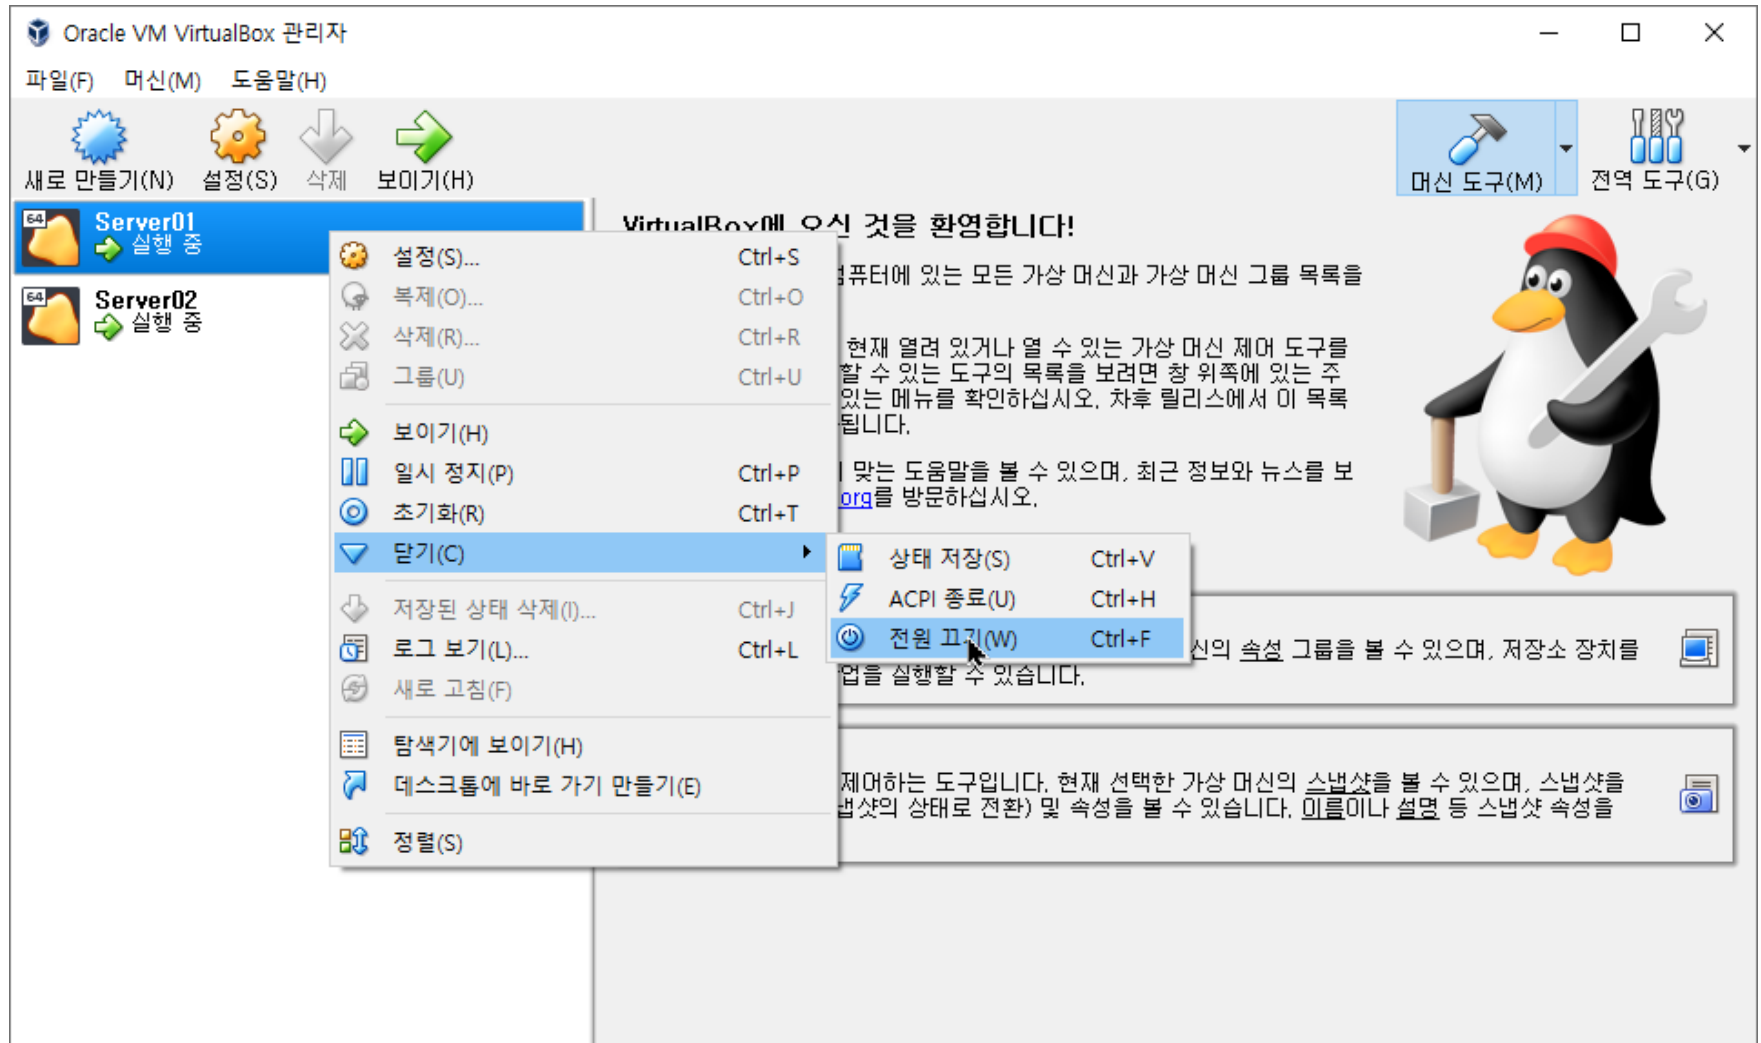 Oracle VM VirtualBox 관리자
파일(F) 머신(M) 도움말(H)
새로 만들기(N) 설정(S) 삭제 보이기(H) 머신 도구(M) 전역 도구(G)
64 Server01
실행 중
64 Server02
실행 중
VirtualBox에 오신 것을 환영합니다!
컴퓨터에 있는 모든 가상 머신과 가상 머신 그룹 목록을
현재 열려 있거나 열 수 있는 가상 머신 제어 도구를
할 수 있는 도구의 목록을 보려면 창 위쪽에 있는 주
있는 메뉴를 확인하십시오. 차후 릴리스에서 이 목록
됩니다.
맞는 도움말을 볼 수 있으며, 최근 정보와 뉴스를 보
org를 방문하십시오.
설정(S)... Ctrl+S
복제(O)... Ctrl+O
삭제(R)... Ctrl+R
그룹(U) Ctrl+U
보이기(H)
일시 정지(P) Ctrl+P
초기화(R) Ctrl+T
닫기(C)
저장된 상태 삭제(I)... Ctrl+J
로그 보기(L)... Ctrl+L
새로 고침(F)
탐색기에 보이기(H)
데스크톱에 바로 가기 만들기(E)
정렬(S)
상태 저장(S) Ctrl+V
ACPI 종료(U) Ctrl+H
전원 끄기(W) Ctrl+F
신의 속성 그룹을 볼 수 있으며, 저장소 장치를
업을 실행할 수 있습니다.
제어하는 도구입니다. 현재 선택한 가상 머신의 스냅샷을 볼 수 있으며, 스냅샷을
냅샷의 상태로 전환) 및 속성을 볼 수 있습니다. 이름이나 설명 등 스냅샷 속성을